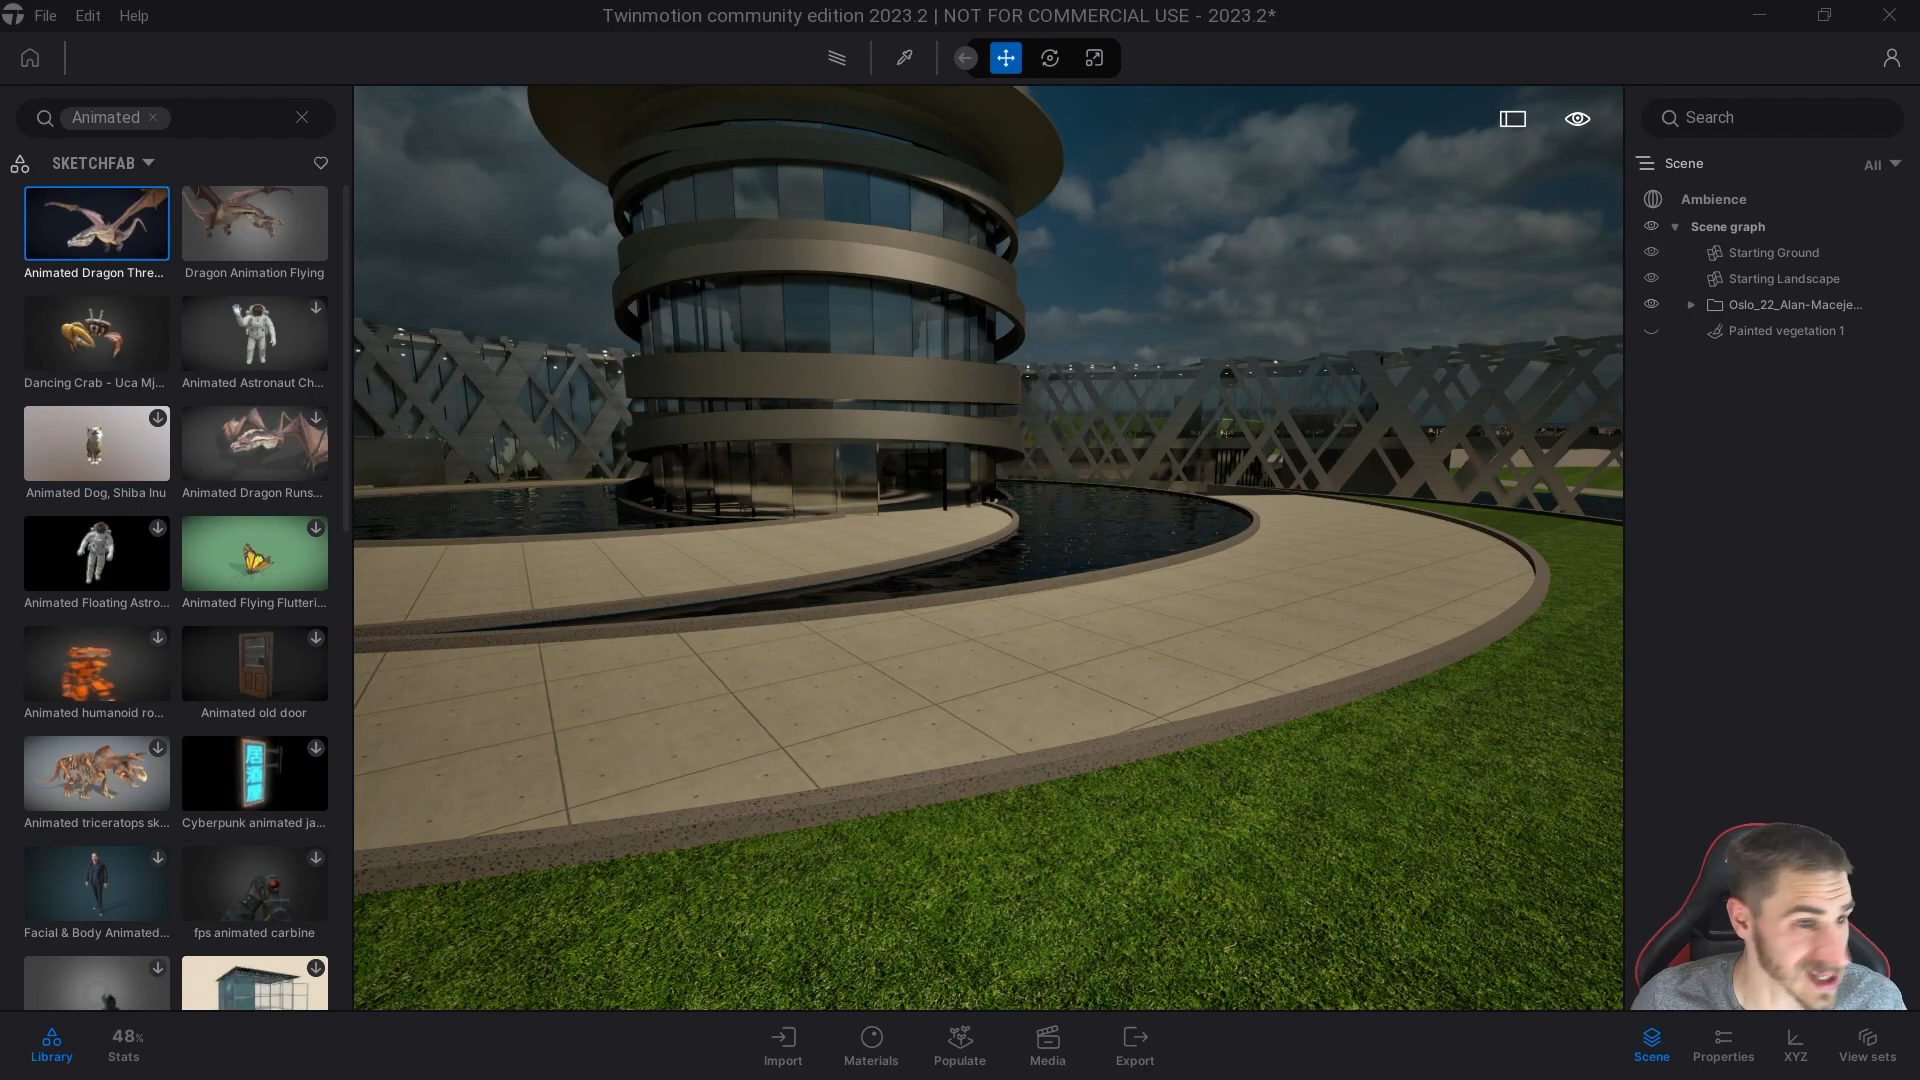 File Edit Help
Twinmotion community edition 2023.2 | NOT FOR COMMERCIAL USE - 2023.2*
Animated
SKETCHFAB
Animated Dragon Thre...
Dragon Animation Flying
Dancing Crab - Uca Mj...
Animated Astronaut Ch...
Animated Dog, Shiba Inu
Animated Dragon Runs...
Animated Floating Astro...
Animated Flying Flutteri...
Animated humanoid ro...
Animated old door
Animated triceratops sk...
Cyberpunk animated ja...
Facial & Body Animated...
fps animated carbine
Search
Scene
All
Ambience
Scene graph
Starting Ground
Starting Landscape
Oslo_22_Alan-Maceje...
Painted vegetation 1
Library
48%
Stats
Import
Materials
Populate
Media
Export
Scene
Properties
XYZ
View sets